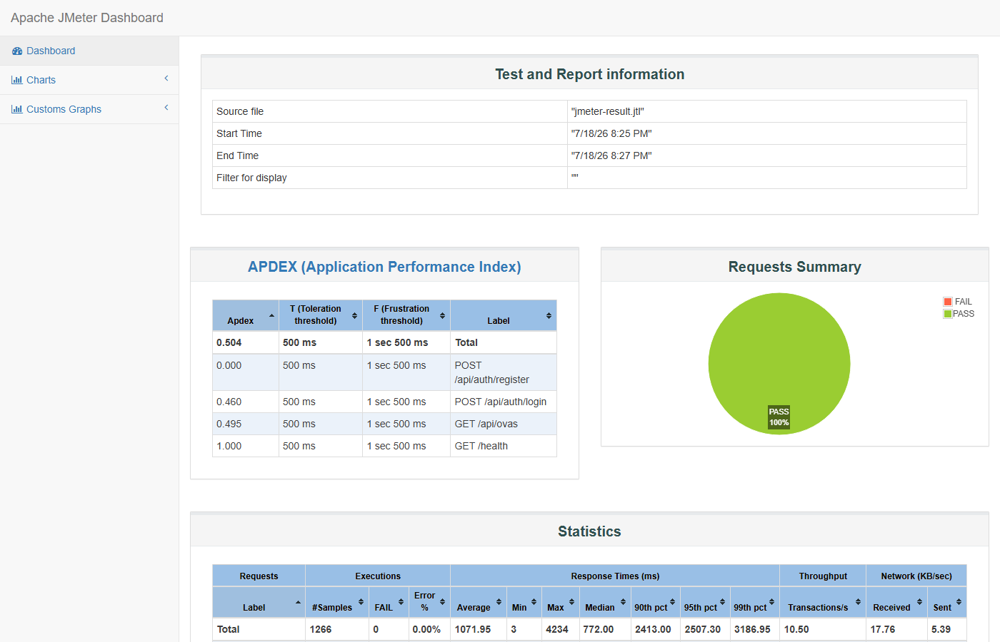 Apache JMeter Dashboard
Dashboard
Charts
Customs Graphs
Test and Report information
Source file "jmeter-result.jtl"
Start Time "7/18/26 8:25 PM"
End Time "7/18/26 8:27 PM"
Filter for display ""
APDEX (Application Performance Index)
Apdex T (Toleration threshold) F (Frustration threshold) Label
0.504 500 ms 1 sec 500 ms Total
0.000 500 ms 1 sec 500 ms POST /api/auth/register
0.460 500 ms 1 sec 500 ms POST /api/auth/login
0.495 500 ms 1 sec 500 ms GET /api/ovas
1.000 500 ms 1 sec 500 ms GET /health
Requests Summary
FAIL
PASS
PASS
100%
Statistics
Requests Executions Response Times (ms) Throughput Network (KB/sec)
Label #Samples FAIL Error % Average Min Max Median 90th pct 95th pct 99th pct Transactions/s Received Sent
Total 1266 0 0.00% 1071.95 3 4234 772.00 2413.00 2507.30 3186.95 10.50 17.76 5.39